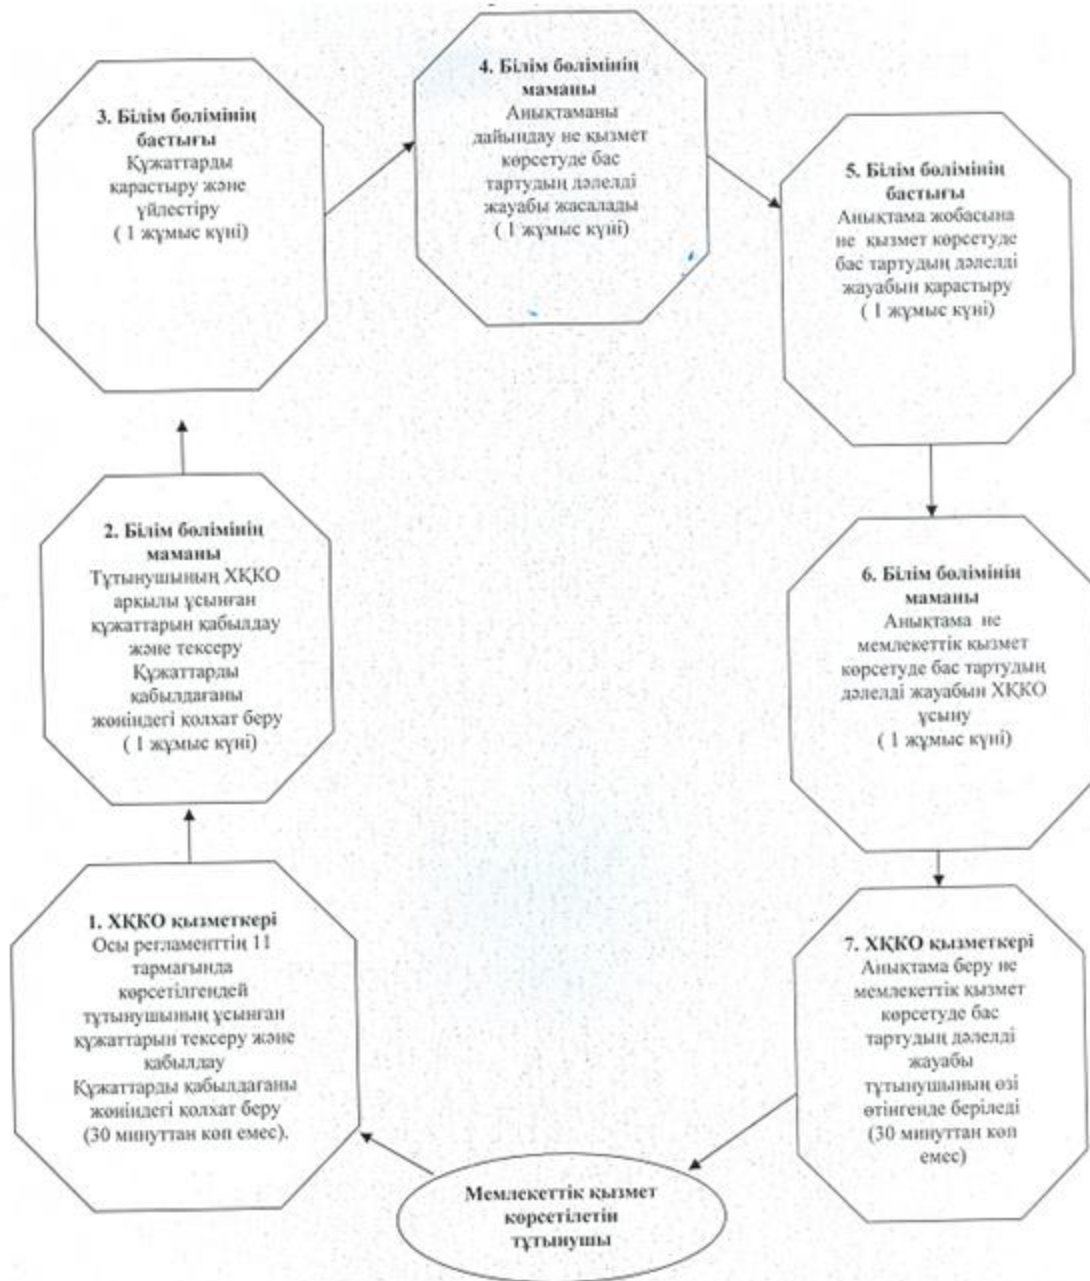 3. Білім бөлімінің
бастығы
Құжаттарды
қарастыру және
үйлестіру
( 1 жұмыс күні)
4. Білім бөлімінің
маманы
Анықтаманы
дайындау не қызмет
көрсетуде бас
тартудың дәлелді
жауабы жасалады
( 1 жұмыс күні)
5. Білім бөлімінің
бастығы
Анықтама жобасына
не қызмет көрсетуде
бас тартудың дәлелді
жауабын қарастыру
( 1 жұмыс күні)
2. Білім бөлімінің
маманы
Тұтынушының ХҚКО
арқылы ұсынған
құжаттарын қабылдау
және тексеру
Құжаттарды
қабылдағаны
жөніндегі қолхат беру
( 1 жұмыс күні)
6. Білім бөлімінің
маманы
Анықтама не
мемлекеттік қызмет
көрсетуде бас тартудың
дәлелді жауабын ХҚКО
ұсыну
( 1 жұмыс күні)
1. ХҚКО қызметкері
Осы регламенттің 11
тармағында
көрсетілгендей
тұтынушының ұсынған
құжаттарын тексеру және
қабылдау
Құжаттарды қабылдағаны
жөніндегі қолхат беру
(30 минуттан көп емес).
7. ХҚКО қызметкері
Анықтама беру не
мемлекеттік қызмет
көрсетуде бас
тартудың дәлелді
жауабы
тұтынушының өзі
өтінгенде беріледі
(30 минуттан көп
емес)
Мемлекеттік қызмет
көрсетілетін
тұтынушы